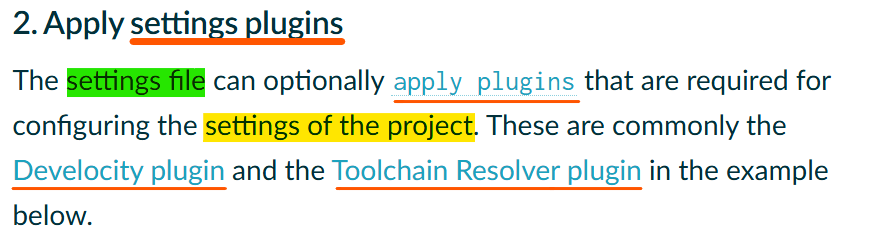 2. Apply settings plugins
The settings file can optionally apply plugins that are required for
configuring the settings of the project. These are commonly the
Develocity plugin and the Toolchain Resolver plugin in the example
below.